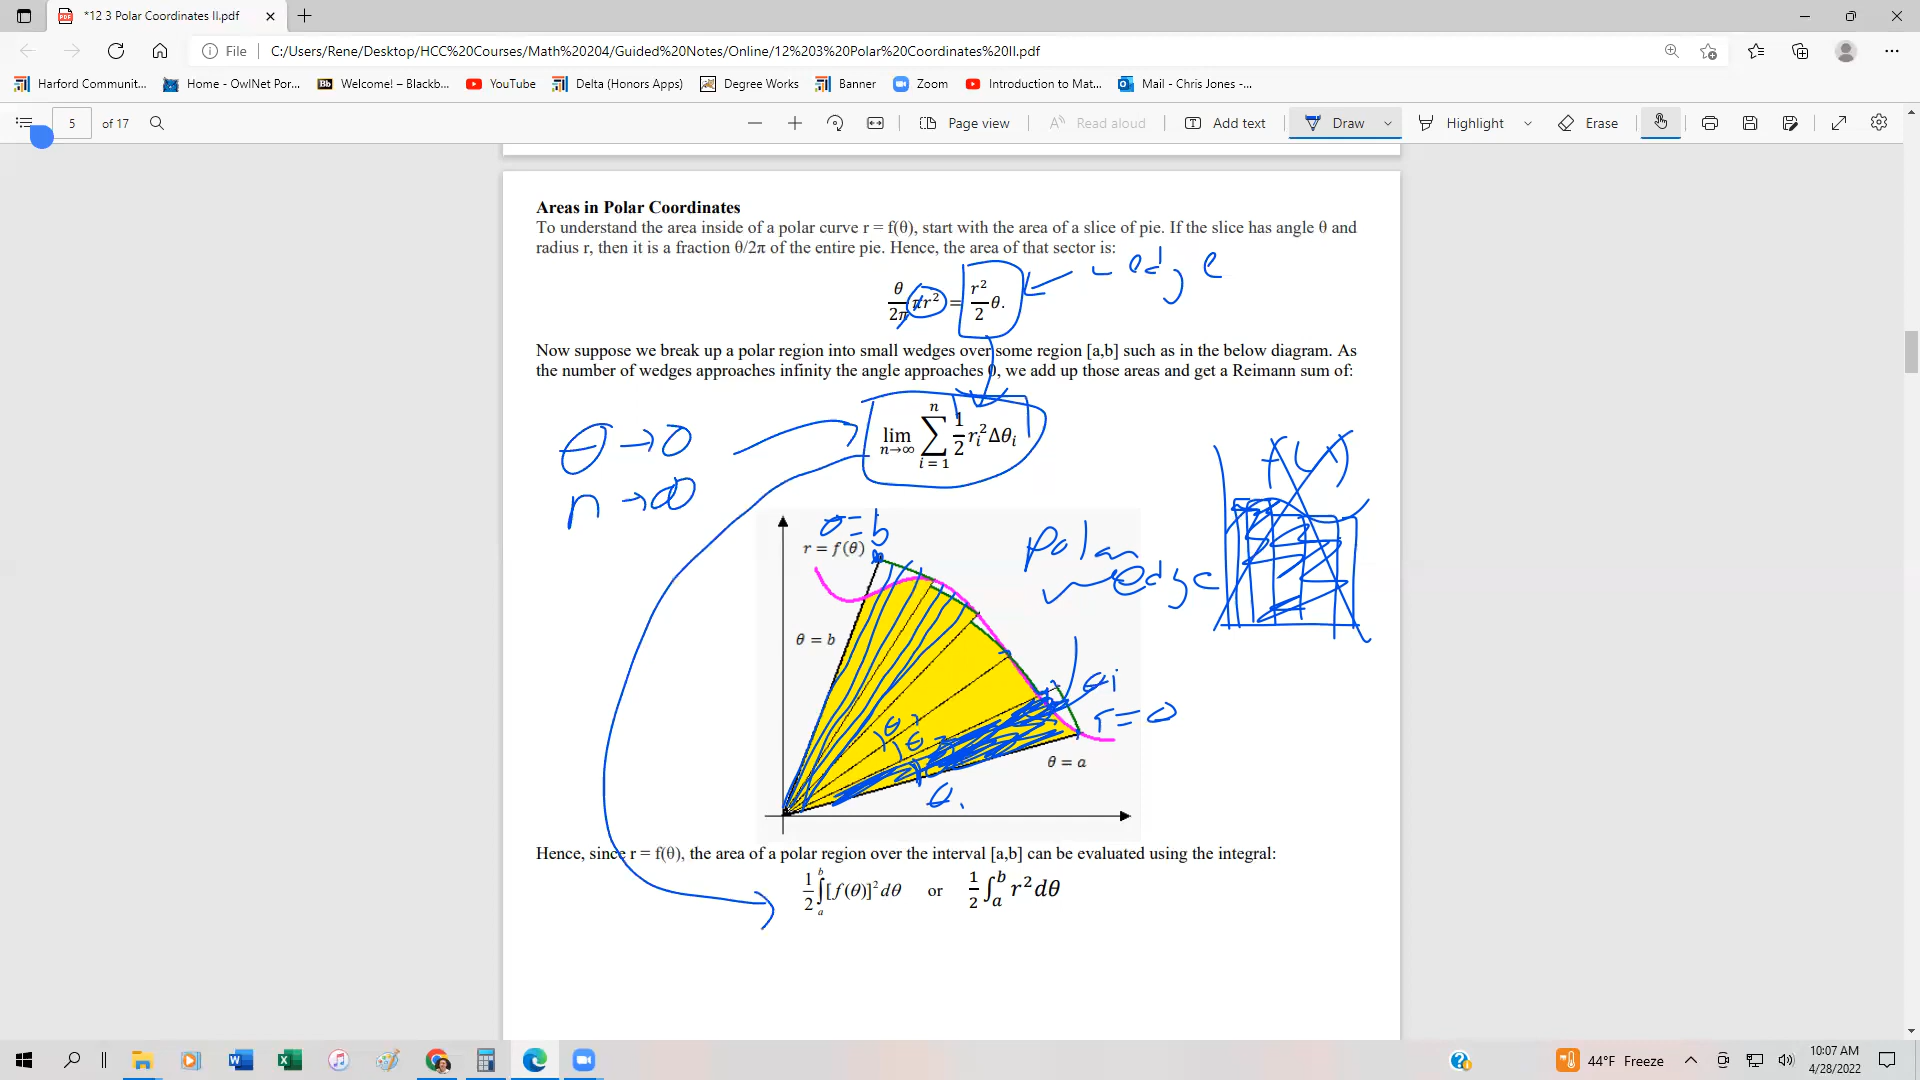 *12 3 Polar Coordinates II.pdf
File C:/Users/Rene/Desktop/HCC%20Courses/Math%20204/Guided%20Notes/Online/12%203%20Polar%20Coordinates%20II.pdf
Harford Communit... Home - OwlNet Por... Welcome! – Blackb... YouTube Delta (Honors Apps) Degree Works Banner Zoom Introduction to Mat... Mail - Chris Jones -...
5 of 17 Page view Read aloud Add text Draw Highlight Erase
Areas in Polar Coordinates
To understand the area inside of a polar curve r = f(θ), start with the area of a slice of pie. If the slice has angle θ and
radius r, then it is a fraction θ/2π of the entire pie. Hence, the area of that sector is:
wedge
θ/2π πr² = r²/2 θ.
Now suppose we break up a polar region into small wedges over some region [a,b] such as in the below diagram. As
the number of wedges approaches infinity the angle approaches 0, we add up those areas and get a Reimann sum of:
lim n→∞ ∑ i = 1 n 1/2 rᵢ²Δθᵢ
θ → 0
n → ∞
f(x)
θ = b
r = f(θ)
Polar
wedge
θ = b
θi
r = θ
θ = a
Hence, since r = f(θ), the area of a polar region over the interval [a,b] can be evaluated using the integral:
1/2 ∫ₐᵇ [f(θ)]² dθ or 1/2 ∫ₐᵇ r² dθ
44°F Freeze
10:07 AM
4/28/2022